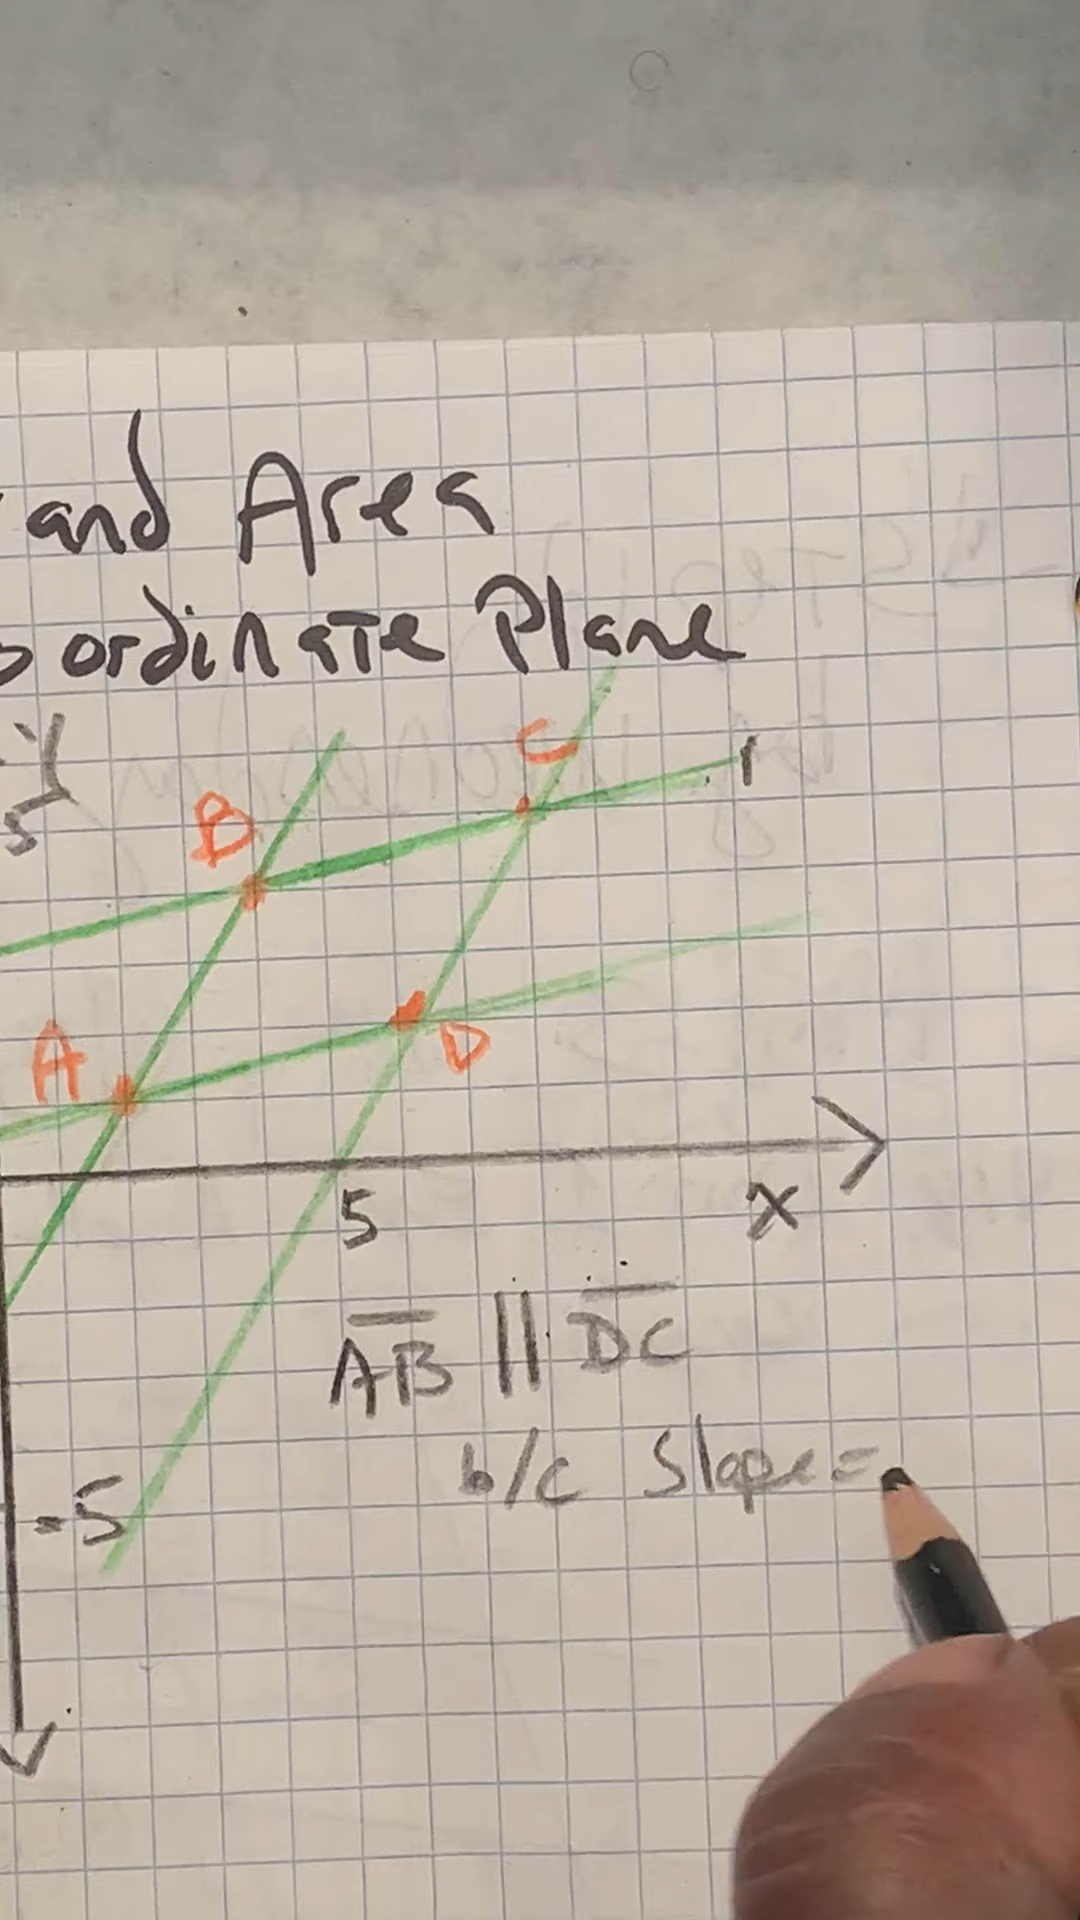 and Area
ordinate Plane
y
5
C
B
A
D
5
x
AB || DC
b/c Slope =
-5